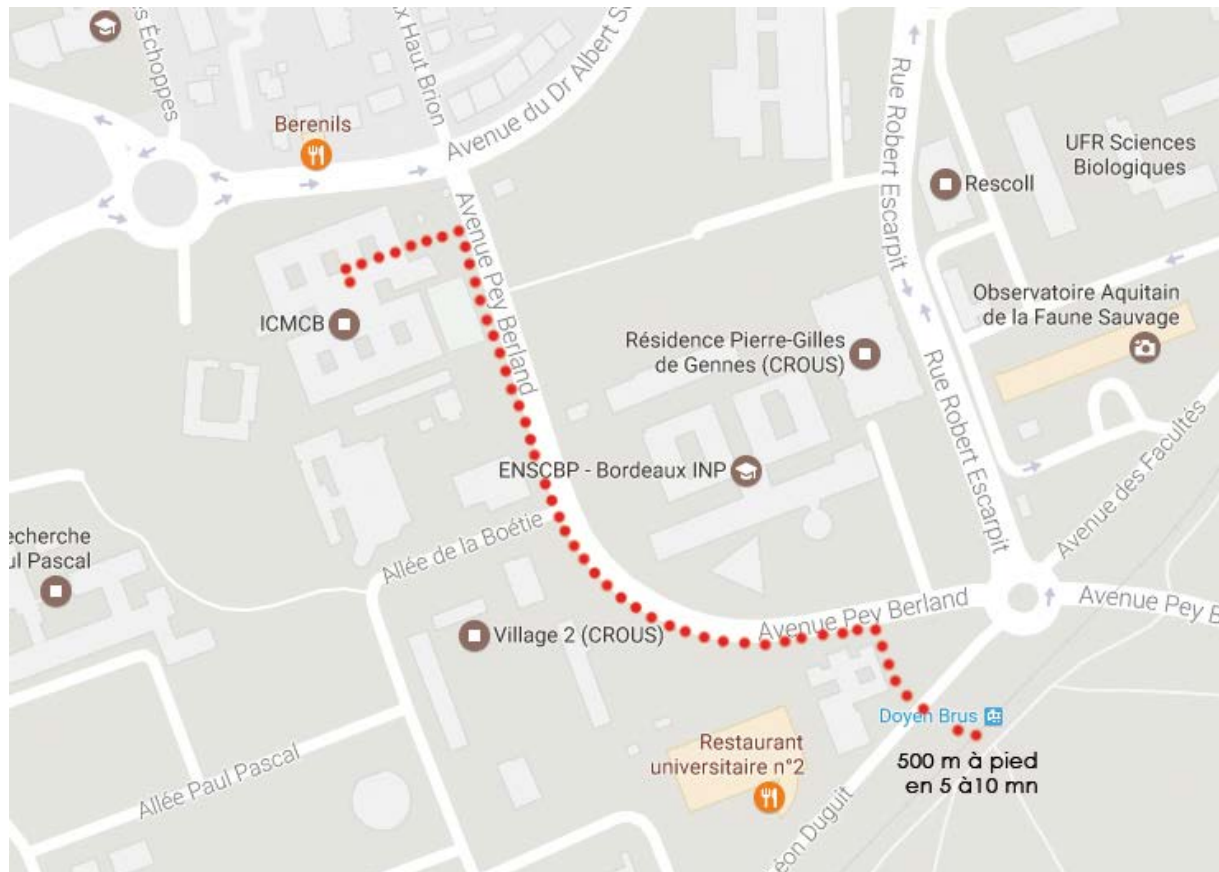 s Échoppes
x Haut Brion
Avenue du Dr Albert S
Berenils
Rue Robert Escarpit
UFR Sciences
Biologiques
Rescoll
Avenue Pey Berland
ICMCB
Observatoire Aquitain
de la Faune Sauvage
Résidence Pierre-Gilles
de Gennes (CROUS)
Rue Robert Escarpit
Avenue des Facultés
ENSCBP - Bordeaux INP
echerche
ul Pascal
Allée de la Boétie
Avenue Pey Berland
Avenue Pey B
Village 2 (CROUS)
Doyen Brus
Restaurant
universitaire n°2
500 m à pied
en 5 à10 mn
Allée Paul Pascal
éon Duguit